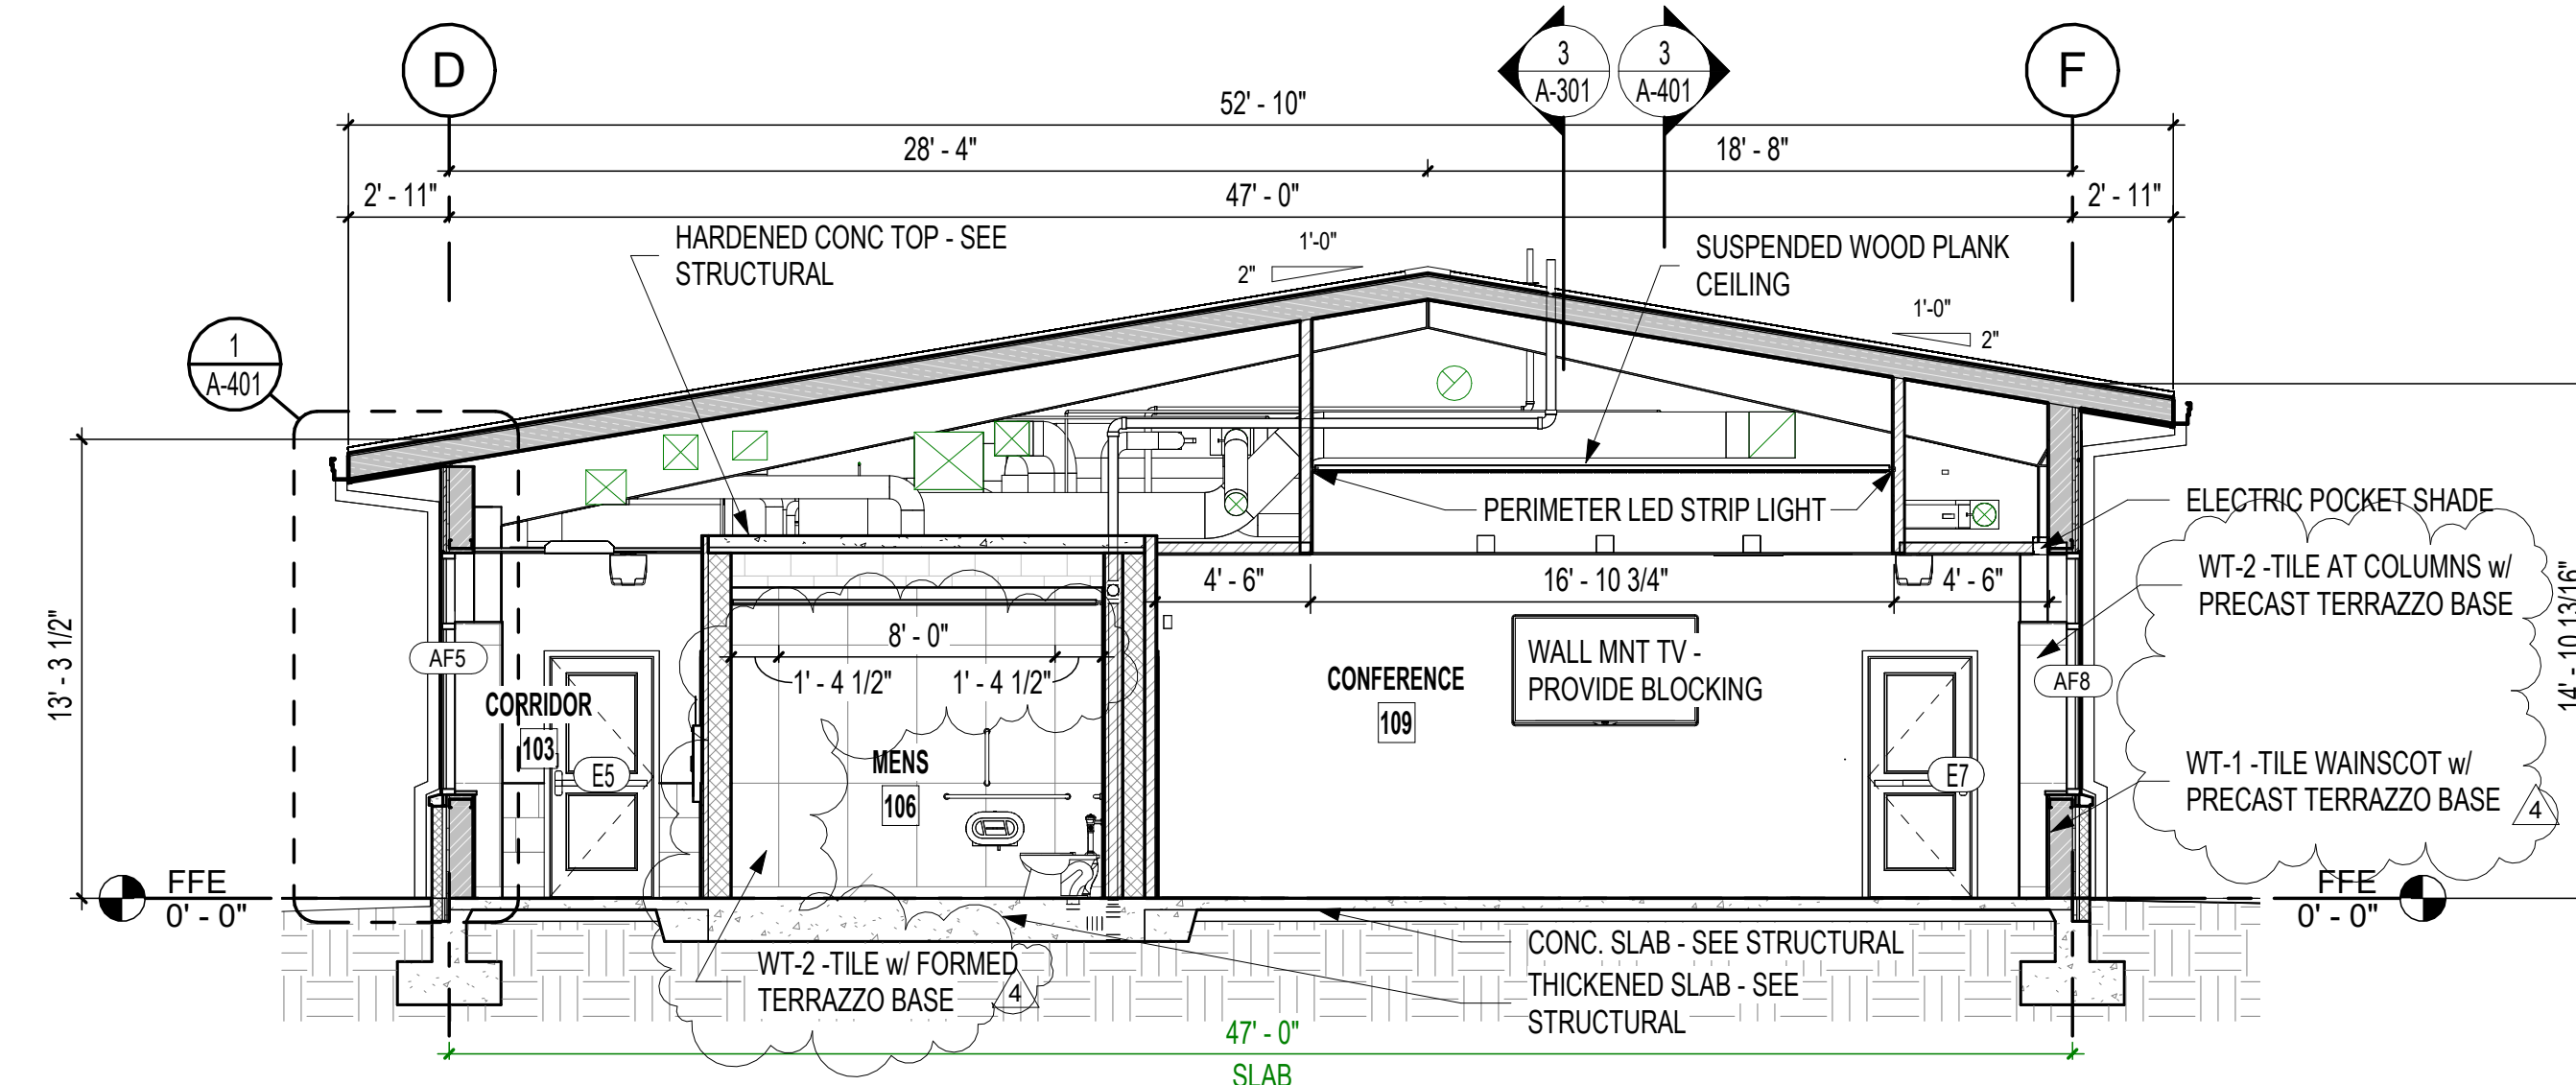 D
F
3
A-301
3
A-401
52' - 10"
28' - 4"
18' - 8"
2' - 11"
47' - 0"
2' - 11"
HARDENED CONC TOP - SEE
STRUCTURAL
1'-0"
2"
SUSPENDED WOOD PLANK
CEILING
1'-0"
2"
1
A-401
PERIMETER LED STRIP LIGHT
ELECTRIC POCKET SHADE
WT-2 -TILE AT COLUMNS w/
PRECAST TERRAZZO BASE
4' - 6"
16' - 10 3/4"
4' - 6"
13' - 3 1/2"
14' - 10 13/16"
8' - 0"
1' - 4 1/2"
1' - 4 1/2"
AF5
AF8
CORRIDOR
103
E5
MENS
106
CONFERENCE
109
WALL MNT TV -
PROVIDE BLOCKING
E7
WT-1 -TILE WAINSCOT w/
PRECAST TERRAZZO BASE
4
FFE
0' - 0"
FFE
0' - 0"
WT-2 -TILE w/ FORMED
TERRAZZO BASE
4
CONC. SLAB - SEE STRUCTURAL
THICKENED SLAB - SEE
STRUCTURAL
47' - 0"
SLAB